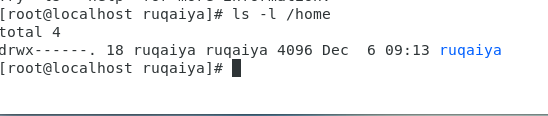 [root@localhost ruqaiya]# ls -l /home
total 4
drwx------. 18 ruqaiya ruqaiya 4096 Dec  6 09:13 ruqaiya
[root@localhost ruqaiya]#